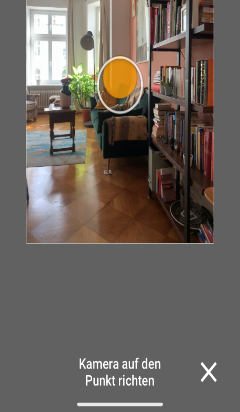 Kamera auf den
Punkt richten